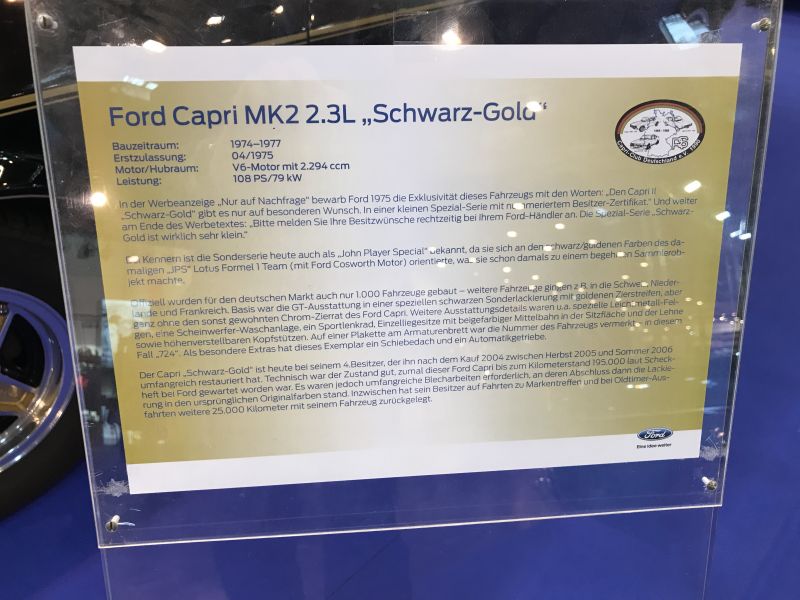 Ford Capri MK2 2.3L „Schwarz-Gold“
Bauzeitraum: 1974–1977
Erstzulassung: 04/1975
Motor/Hubraum: V6-Motor mit 2.294 ccm
Leistung: 108 PS/79 kW
In der Werbeanzeige „Nur auf Nachfrage“ bewarb Ford 1975 die Exklusivität dieses Fahrzeugs mit den Worten: „Den Capri II
„Schwarz-Gold“ gibt es nur auf besonderen Wunsch. In einer kleinen Spezial-Serie mit nummeriertem Besitzer-Zertifikat.“ Und weiter
am Ende des Werbetextes: „Bitte melden Sie Ihre Besitzwünsche rechtzeitig bei Ihrem Ford-Händler an. Die Spezial-Serie „Schwarz-
Gold ist wirklich sehr klein.“
Kennern ist die Sonderserie heute auch als „John Player Special“ bekannt, da sie sich an den schwarz/guldenen Farben des da-
maligen „JPS“ Lotus Formel 1 Team (mit Ford Cosworth Motor) orientierte, was sie schon damals zu einem begehrten Sammlerob-
jekt machte.
Offiziell wurden für den deutschen Markt auch nur 1.000 Fahrzeuge gebaut – weitere Fahrzeuge gingen z.B. in die Schweiz, Nieder-
lande und Frankreich. Basis war die GT-Ausstattung in einer speziellen schwarzen Sonderlackierung mit goldenen Zierstreifen, aber
ganz ohne den sonst gewohnten Chrom-Zierrat des Ford Capri. Weitere Ausstattungsdetails waren u.a. spezielle Leichtmetall-Fel-
gen, eine Scheinwerfer-Waschanlage, ein Sportlenkrad, Einzelliegesitze mit beigefarbiger Mittelbahn in der Sitzfläche und der Lehne
sowie höhenverstellbaren Kopfstützen. Auf einer Plakette am Armaturenbrett war die Nummer des Fahrzeugs vermerkt – in diesem
Fall „724“. Als besondere Extras hat dieses Exemplar ein Schiebedach und ein Automatikgetriebe.
Der Capri „Schwarz-Gold“ ist heute bei seinem 4.Besitzer, der ihn nach dem Kauf 2004 zwischen Herbst 2005 und Sommer 2006
umfangreich restauriert hat. Technisch war der Zustand gut, zumal dieser Ford Capri bis zum Kilometerstand 195.000 laut Scheck-
heft bei Ford gewartet worden war. Es waren jedoch umfangreiche Blecharbeiten erforderlich, an deren Abschluss dann die Lackie-
rung in den ursprünglichen Originalfarben stand. Inzwischen hat sein Besitzer auf Fahrten zu Markentreffen und bei Oldtimer-Aus-
fahrten weitere 25.000 Kilometer mit seinem Fahrzeug zurückgelegt.
Capri-Club Deutschland e.V.
Ford
Eine Idee weiter